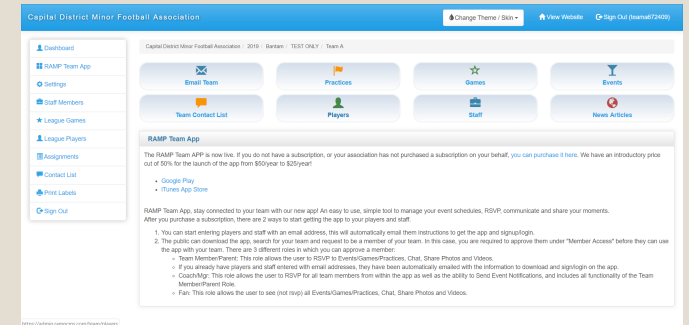 Capital District Minor Football Association
Change Theme / Skin
View Website
Sign Out (teama672409)
Dashboard
RAMP Team App
Settings
Staff Members
League Games
League Players
Assignments
Contact List
Print Labels
Sign Out
Capital District Minor Football Association / 2016 / Bantam / TEST ONLY / Team A
Email Team
Practices
Games
Events
Team Contact List
Players
Staff
News Articles
RAMP Team App
The RAMP Team APP is now live. If you do not have a subscription, or your association has not purchased a subscription on your behalf, you can purchase it here. We have an introductory price
cut of 50% for the launch of the app from $50/year to $25/year!
Google Play
ITunes App Store
RAMP Team App, stay connected to your team with our new app! An easy to use, simple tool to manage your event schedules, RSVP, communicate and share your moments.
After you purchase a subscription, there are 2 ways to start getting the app to your players and staff.
1. You can start entering players and staff with an email address, this will automatically email them instructions to get the app and signup/login.
2. The public can download the app, search for your team and request to be a member of your team. In this case, you are required to approve them under "Member Access" before they can use
the app with your team. There are 3 different roles in which you can approve a member:
Team Member/Parent: This role allows the user to RSVP to Events/Games/Practices, Chat, Share Photos and Videos.
If you already have players and staff entered with email addresses, they have been automatically emailed with the information to download and sign/login on the app.
Coach/Mgr: This role allows the user to RSVP for all team members from within the app as well as the ability to Send Event Notifications, and includes all functionality of the Team
Member/Parent Role.
Fan: This role allows the user to see (not rsvp) all Events/Games/Practices, Chat, Share Photos and Videos.